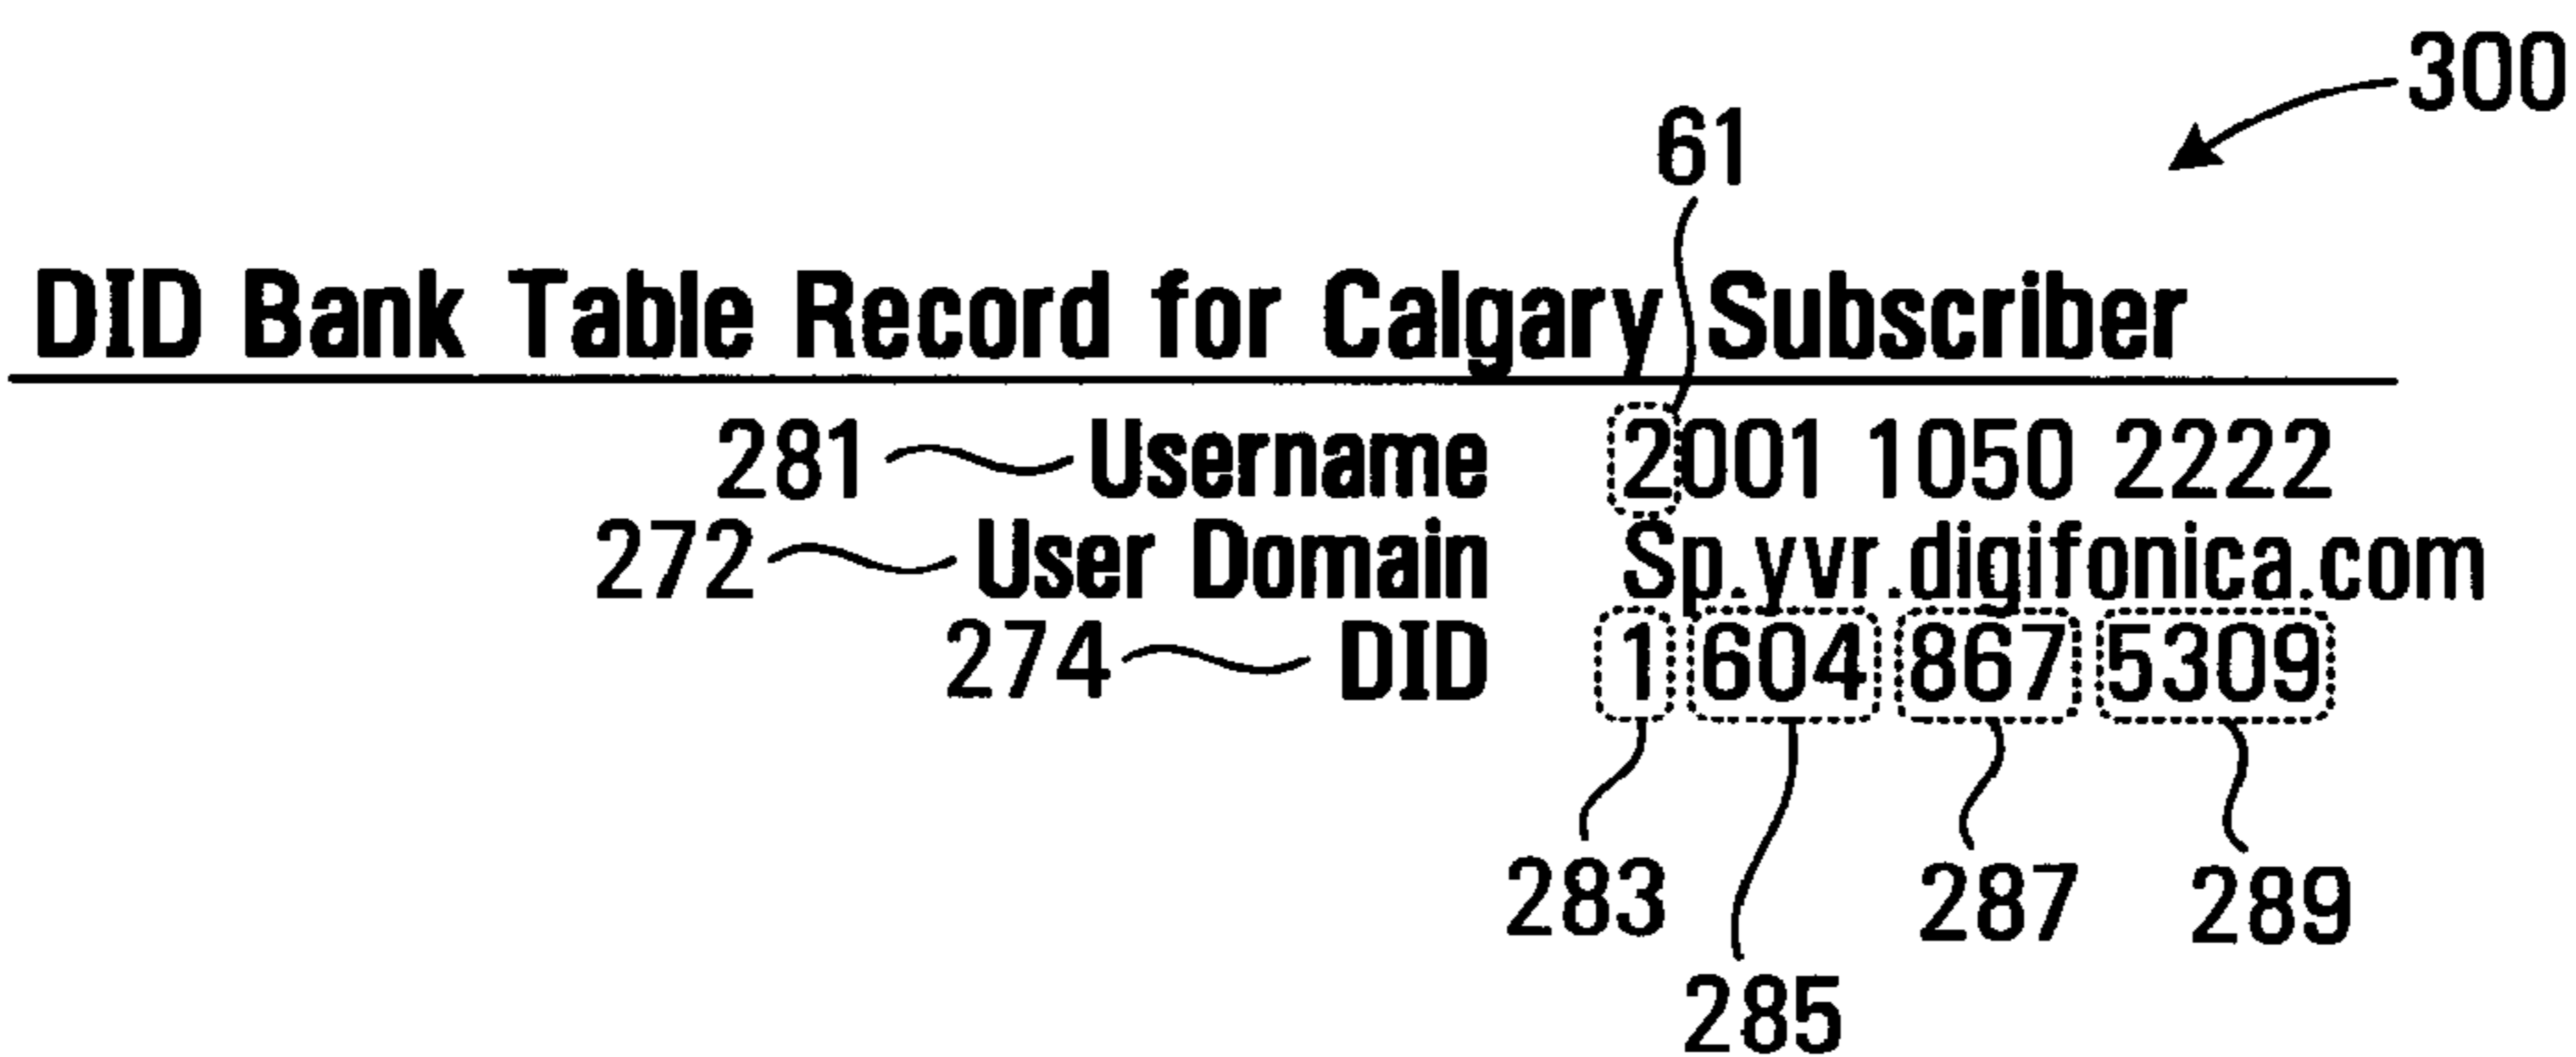 300
61
DID Bank Table Record for Calgary Subscriber
281 Username 2001 1050 2222
272 User Domain Sp.yvr.digifonica.com
274 DID 1 604 867 5309
283 287 289
285